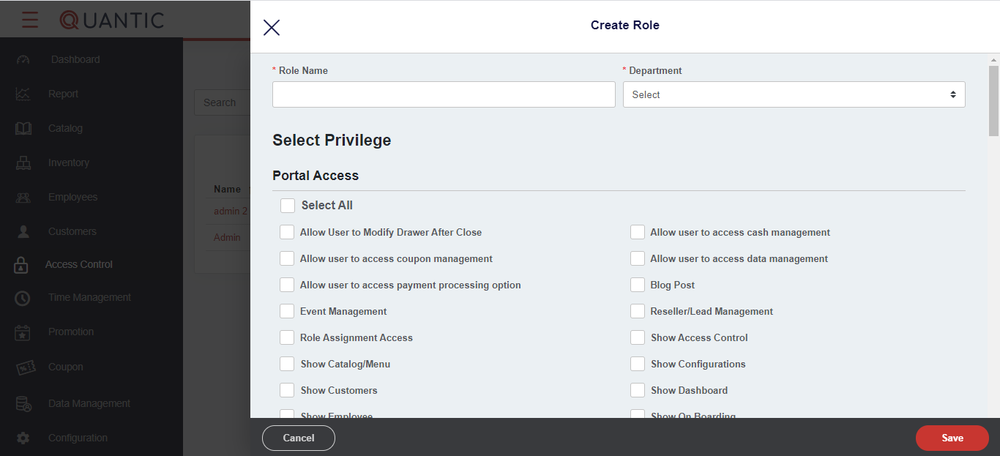 QUANTIC
Dashboard
Report
Catalog
Inventory
Employees
Customers
Access Control
Time Management
Promotion
Coupon
Data Management
Configuration
Search
Name
admin 2
Admin
Create Role
* Role Name
* Department
Select
Select Privilege
Portal Access
Select All
Allow User to Modify Drawer After Close
Allow user to access cash management
Allow user to access coupon management
Allow user to access data management
Allow user to access payment processing option
Blog Post
Event Management
Reseller/Lead Management
Role Assignment Access
Show Access Control
Show Catalog/Menu
Show Configurations
Show Customers
Show Dashboard
Show Employee
Show On Boarding
Cancel
Save